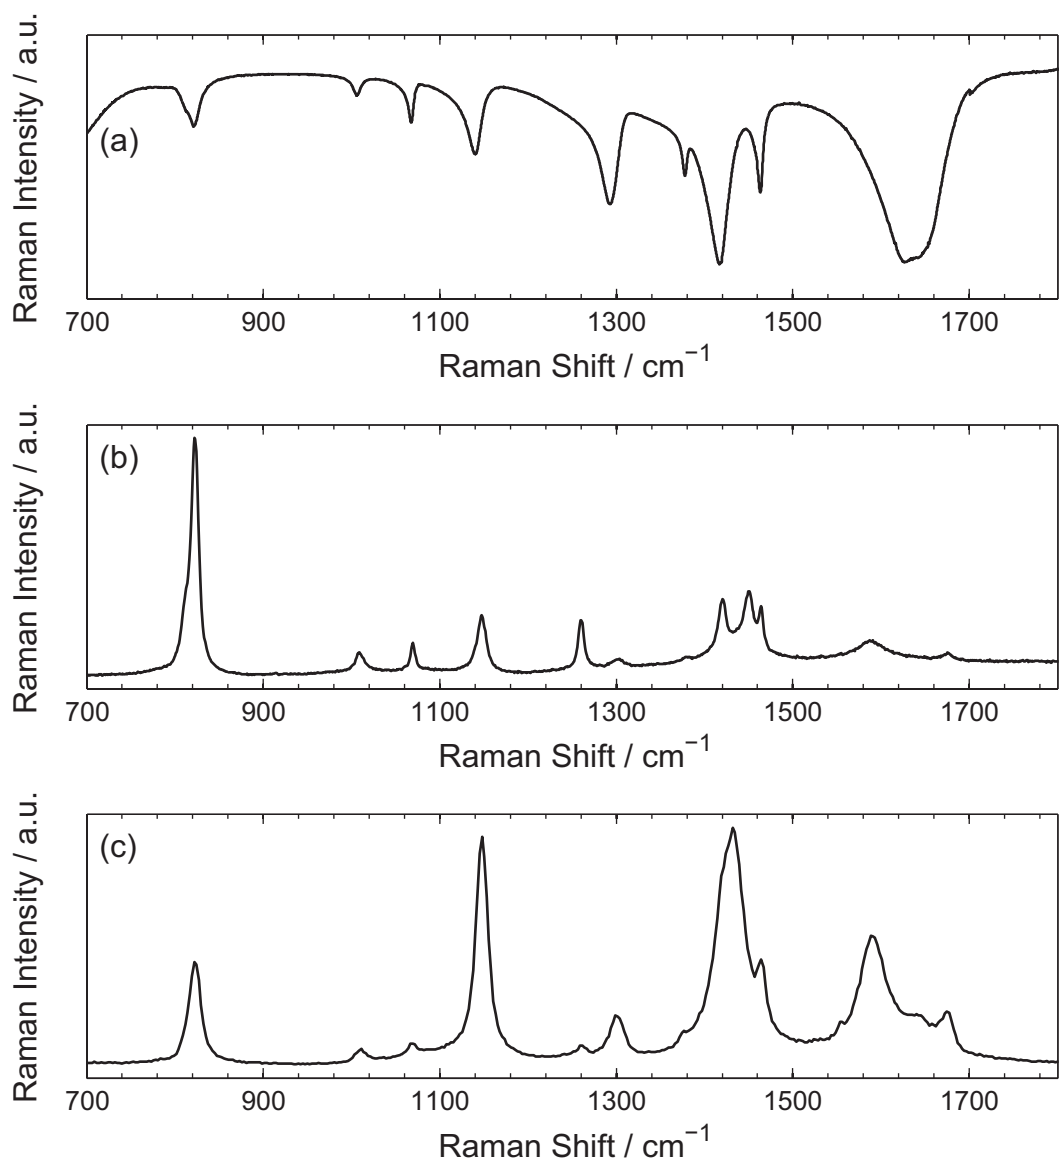 Raman Intensity / a.u.
(a)
700 900 1100 1300 1500 1700
Raman Shift / cm⁻¹
Raman Intensity / a.u.
(b)
700 900 1100 1300 1500 1700
Raman Shift / cm⁻¹
Raman Intensity / a.u.
(c)
700 900 1100 1300 1500 1700
Raman Shift / cm⁻¹